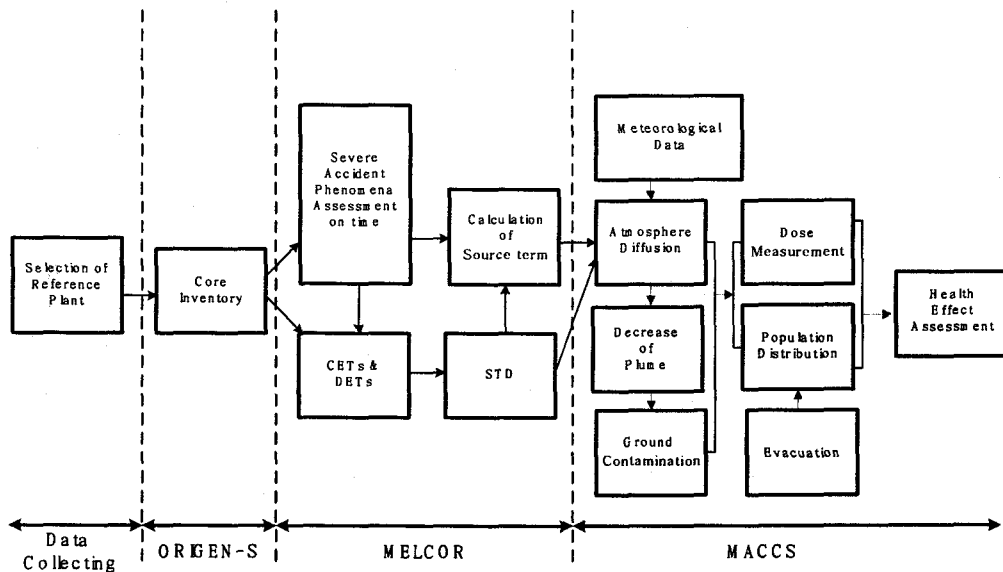 Selection of
Reference
Plant
Core
Inventory
Severe
Accident
Phenomena
Assessment
on time
CETs &
DETs
Calculation
of
Source term
STD
Meteorological
Data
Atmosphere
Diffusion
Decrease
of
Plume
Ground
Contamination
Dose
Measurement
Population
Distribution
Evacuation
Health
Effect
Assessment
Data
Collecting
ORIGEN-S
MELCOR
MACCS